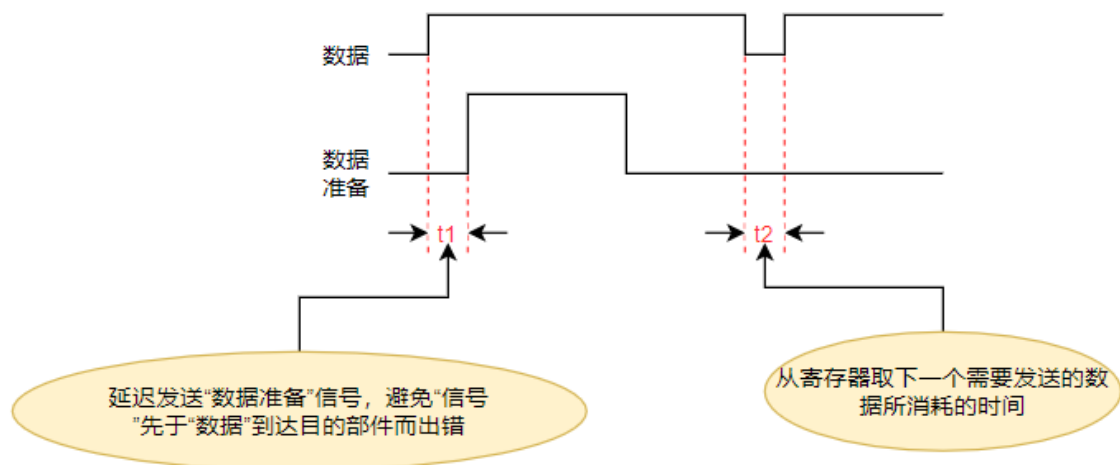 数据
数据
准备
t1
t2
延迟发送“数据准备”信号，避免“信号
”先于“数据”到达目的部件而出错
从寄存器取下一个需要发送的数
据所消耗的时间